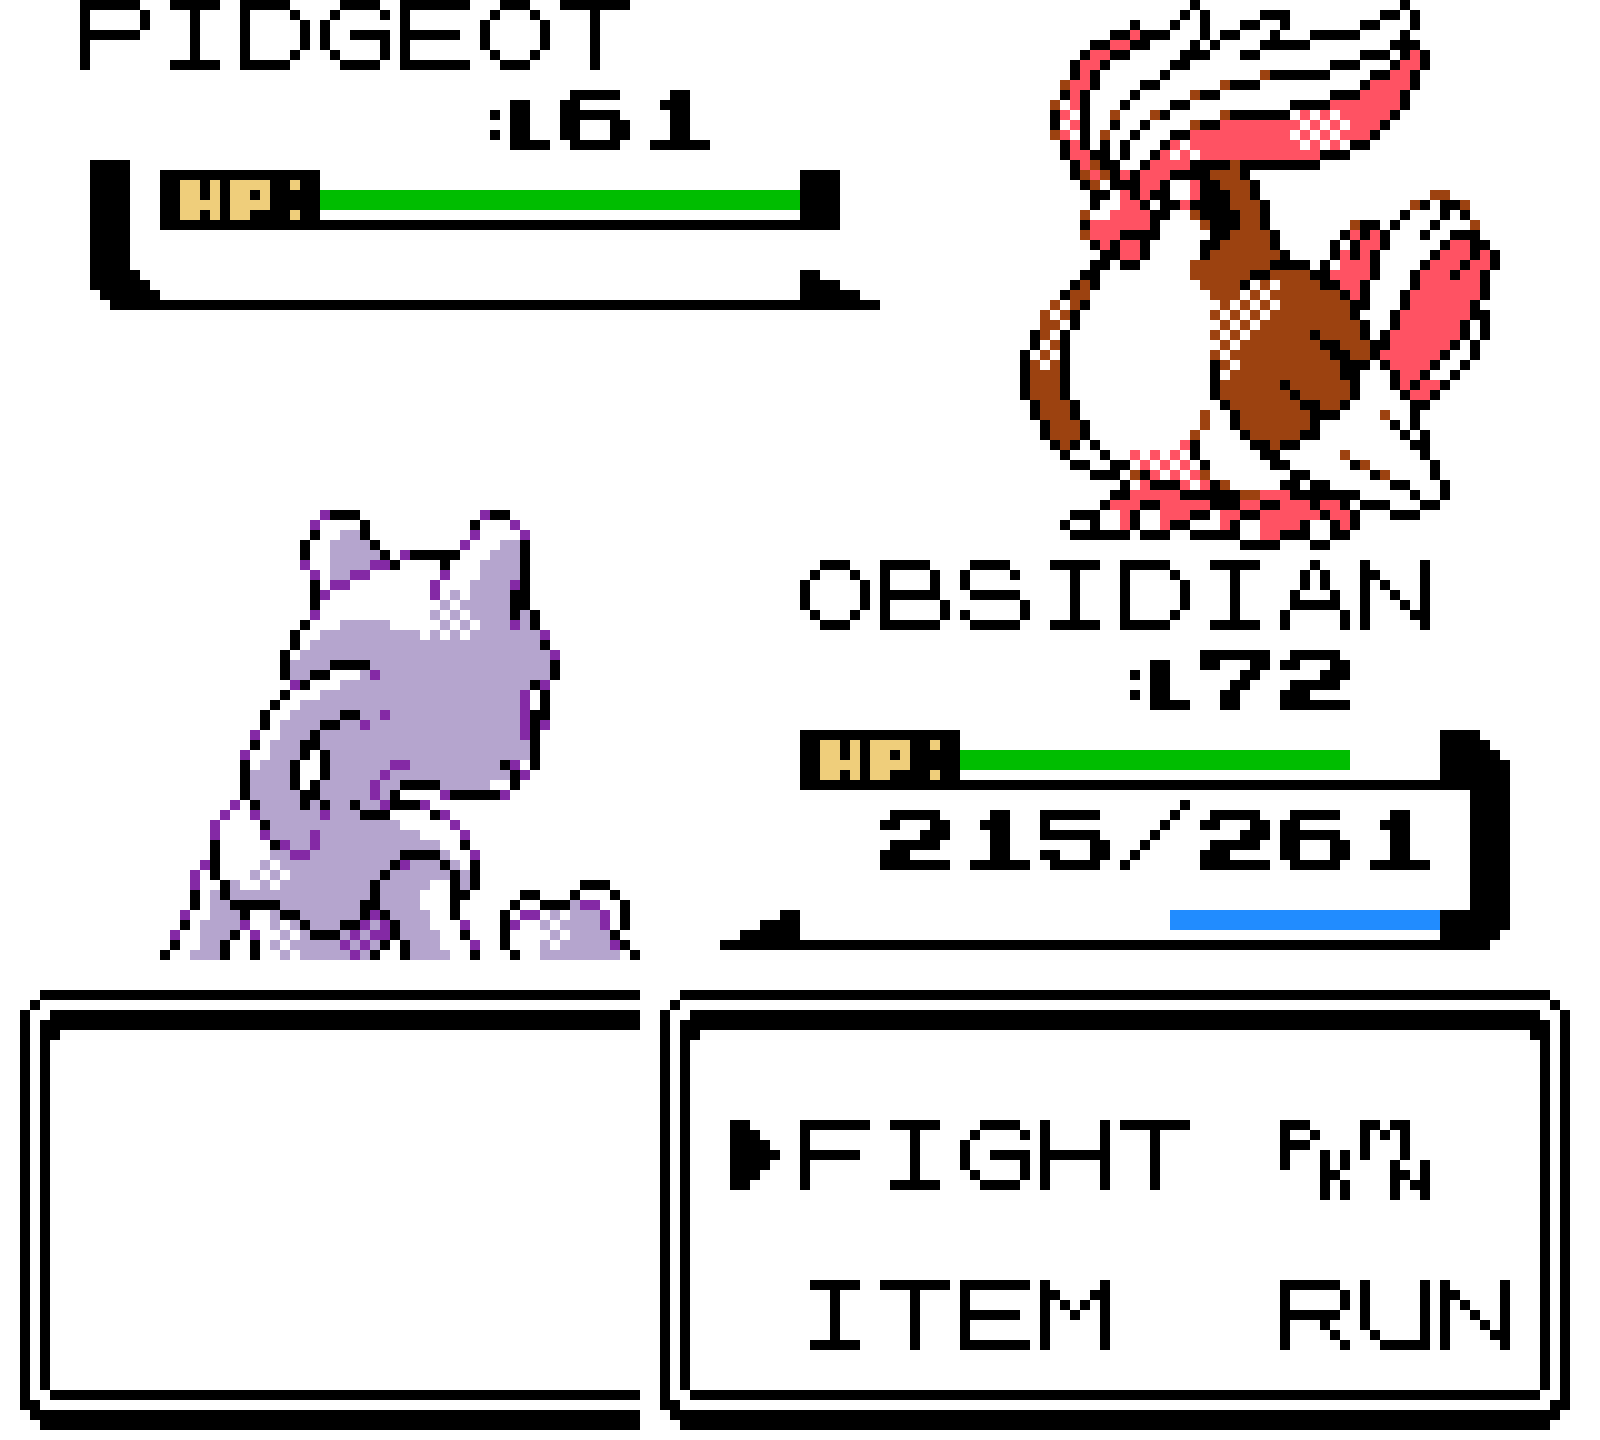 PIDGEOT
:L61
HP:
OBSIDIAN
:L72
HP:
215/261
▶FIGHT PKMN
ITEM RUN